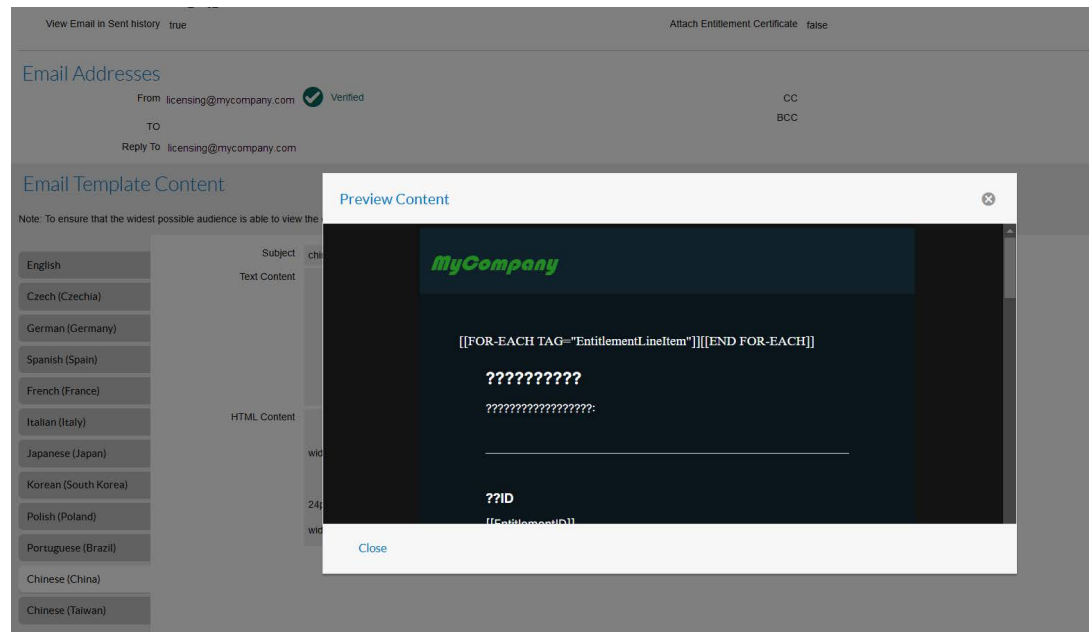 View Email in Sent history true
Attach Entitlement Certificate false
Email Addresses
From licensing@mycompany.com Verified
CC
TO
BCC
Reply To licensing@mycompany.com
Email Template Content
Note: To ensure that the widest possible audience is able to view the
English
Czech (Czechia)
German (Germany)
Spanish (Spain)
French (France)
Italian (Italy)
Japanese (Japan)
Korean (South Korea)
Polish (Poland)
Portuguese (Brazil)
Chinese (China)
Chinese (Taiwan)
Subject
Text Content
HTML Content
Preview Content
MyCompany
[[FOR-EACH TAG="EntitlementLineItem"]][[END FOR-EACH]]
??????????
??????????????????:
??ID
[[EntitlementID]]
Close